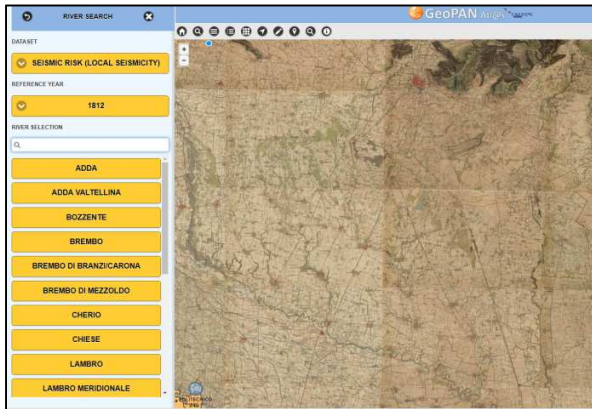 RIVER SEARCH
DATASET
SEISMIC RISK (LOCAL SEISMICITY)
REFERENCE YEAR
1812
RIVER SELECTION
ADDA
ADDA VALTELLINA
BOZZENTE
BREMBO
BREMBO DI BRANZI/CARONA
BREMBO DI MEZZOLDO
CHERIO
CHIESE
LAMBRO
LAMBRO MERIDIONALE
GeoPAN
+
-
POLITECNICO